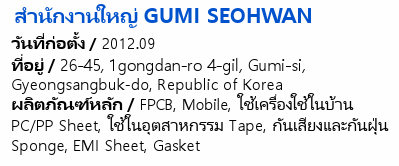 สำนักงานใหญ่ GUMI SEOHWAN
วันที่ก่อตั้ง / 2012.09
ที่อยู่ / 26-45, 1gongdan-ro 4-gil, Gumi-si,
Gyeongsangbuk-do, Republic of Korea
ผลิตภัณฑ์หลัก / FPCB, Mobile, ใช้เครื่องใช้ในบ้าน
PC/PP Sheet, ใช้ในอุตสาหกรรม Tape, กันเสียงและกันฝุ่น
Sponge, EMI Sheet, Gasket